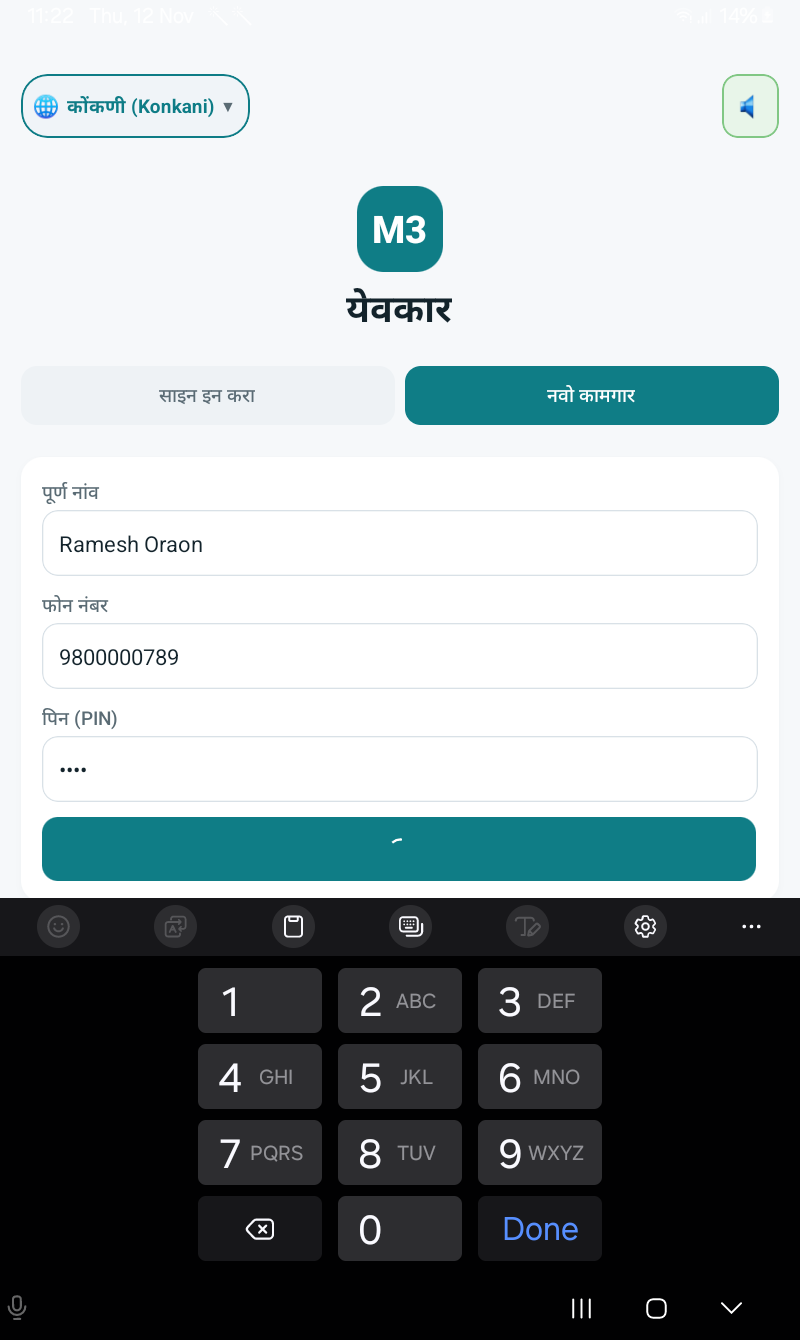 11:22 Thu, 12 Nov 14%
कोंकणी (Konkani) ▼
M3
येवकार
साइन इन करा
नवो कामगार
पूर्ण नांव
Ramesh Oraon
फोन नंबर
9800000789
पिन (PIN)
••••
1
2 ABC
3 DEF
4 GHI
5 JKL
6 MNO
7 PQRS
8 TUV
9 WXYZ
0
Done